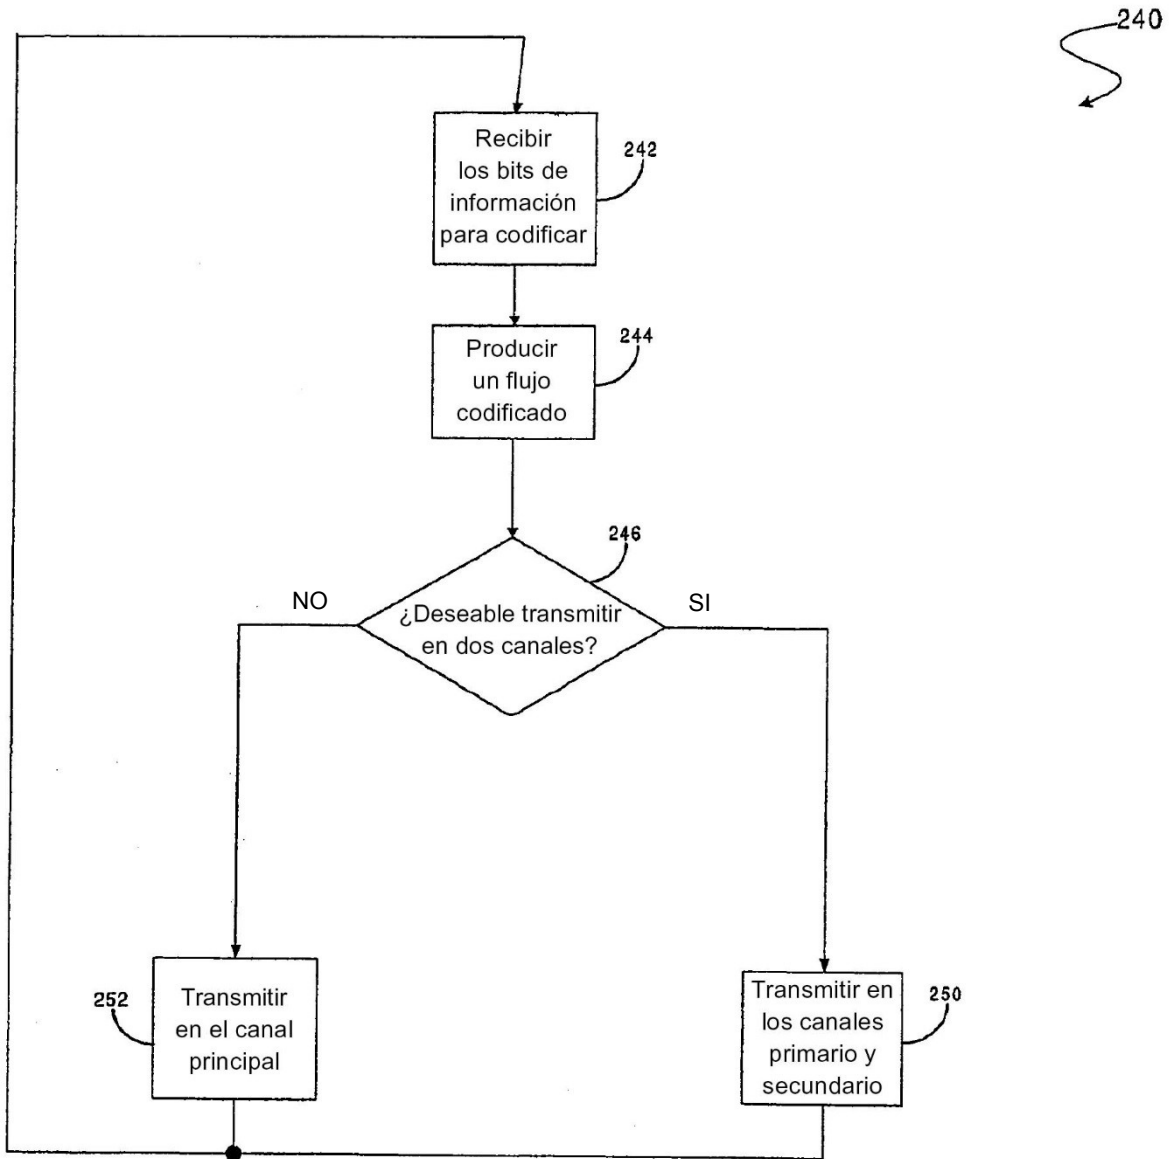 240
Recibir
los bits de
información
para codificar
242
Producir
un flujo
codificado
244
246
¿Deseable transmitir
en dos canales?
NO
SI
252
Transmitir
en el canal
principal
Transmitir en
los canales
primario y
secundario
250